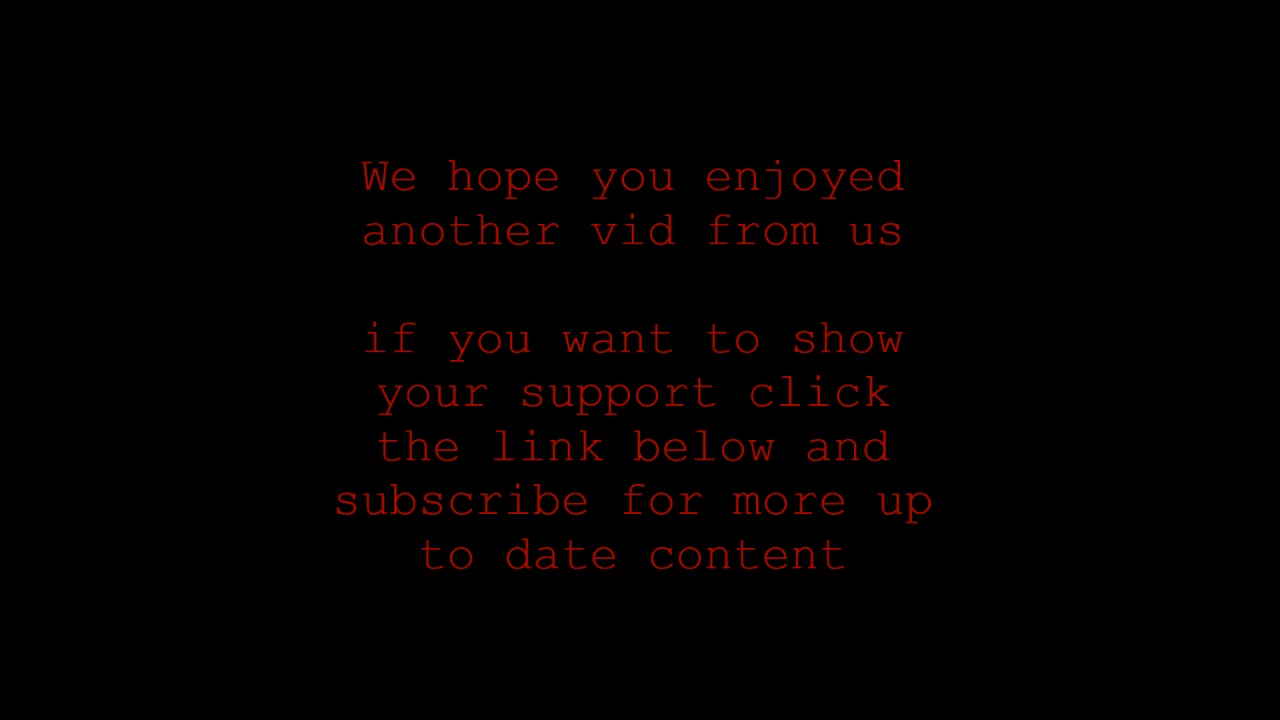 We hope you enjoyed
another vid from us
if you want to show
your support click
the link below and
subscribe for more up
to date content